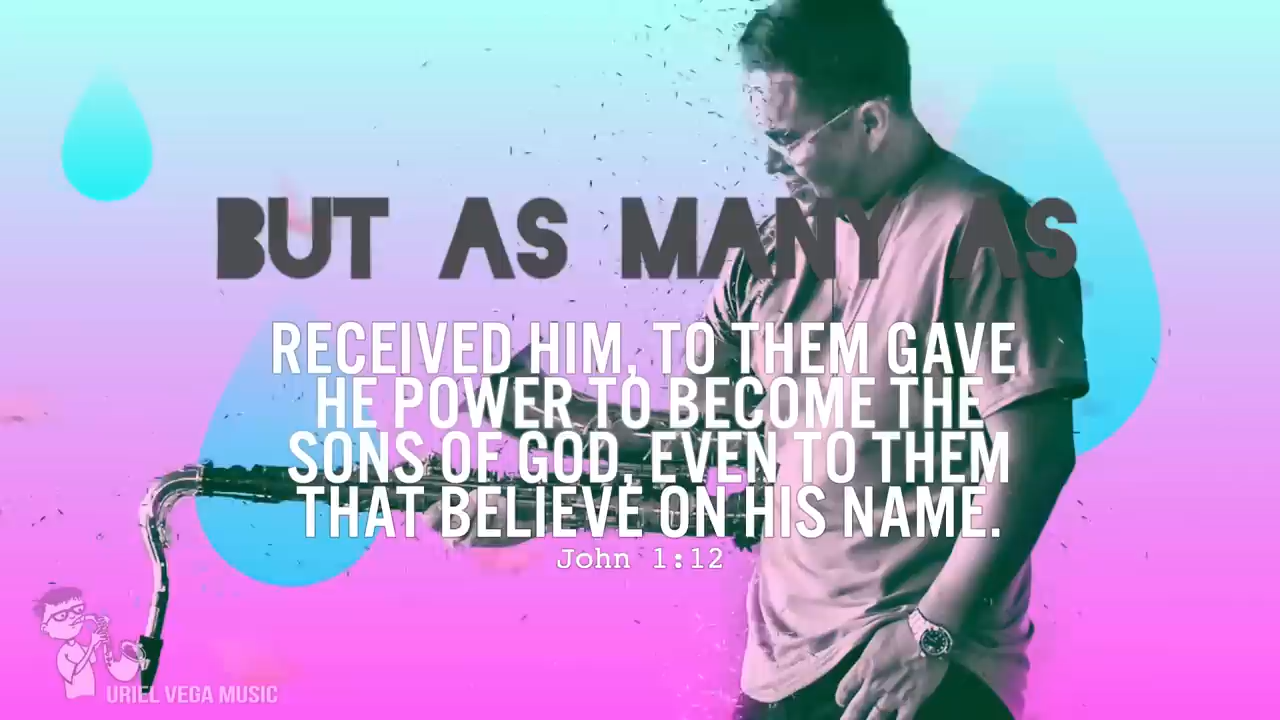 BUT AS MANY AS
RECEIVED HIM, TO THEM GAVE
HE POWER TO BECOME THE
SONS OF GOD, EVEN TO THEM
THAT BELIEVE ON HIS NAME.
John 1:12
URIEL VEGA MUSIC